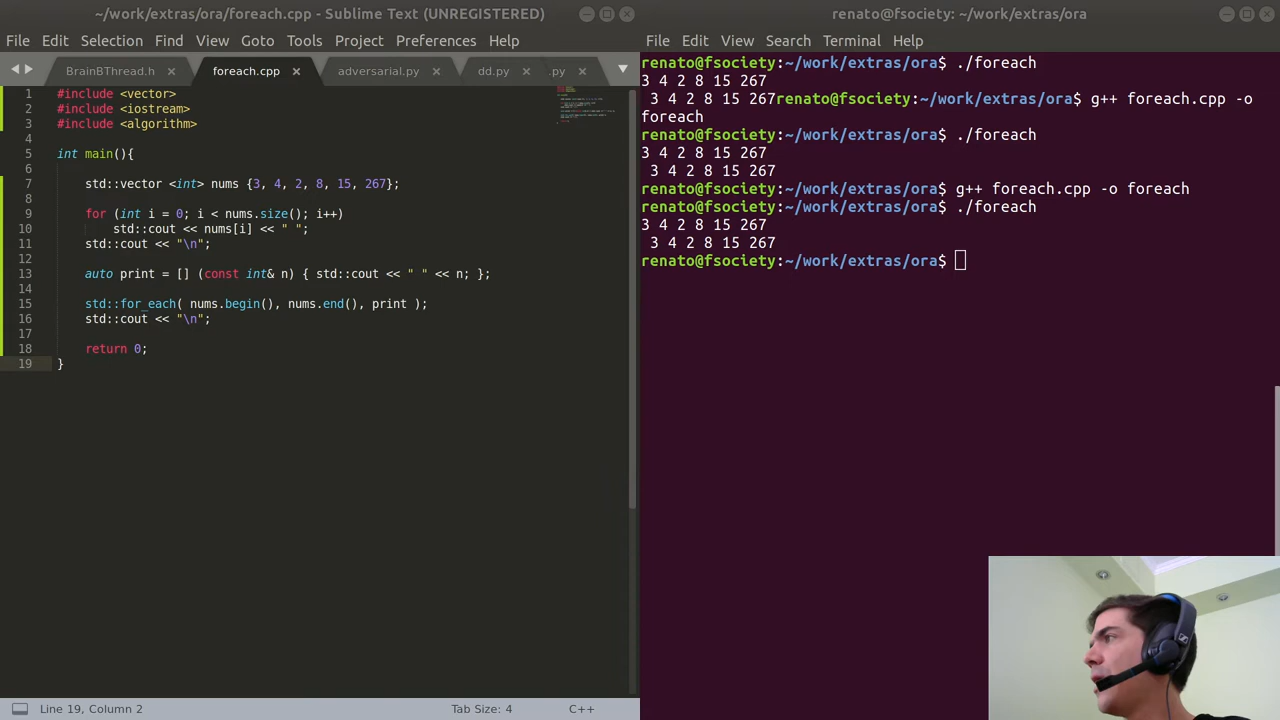 ~/work/extras/ora/foreach.cpp - Sublime Text (UNREGISTERED)
File Edit Selection Find View Goto Tools Project Preferences Help
BrainBThread.h foreach.cpp adversarial.py dd.py .py
1 #include <vector>
2 #include <iostream>
3 #include <algorithm>
4
5 int main(){
6
7 std::vector <int> nums {3, 4, 2, 8, 15, 267};
8
9 for (int i = 0; i < nums.size(); i++)
10 std::cout << nums[i] << " ";
11 std::cout << "\n";
12
13 auto print = [] (const int& n) { std::cout << " " << n; };
14
15 std::for_each( nums.begin(), nums.end(), print );
16 std::cout << "\n";
17
18 return 0;
19 }
Line 19, Column 2 Tab Size: 4 C++
renato@fsociety: ~/work/extras/ora
File Edit View Search Terminal Help
renato@fsociety:~/work/extras/ora$ ./foreach
3 4 2 8 15 267
3 4 2 8 15 267renato@fsociety:~/work/extras/ora$ g++ foreach.cpp -o
foreach
renato@fsociety:~/work/extras/ora$ ./foreach
3 4 2 8 15 267
3 4 2 8 15 267
renato@fsociety:~/work/extras/ora$ g++ foreach.cpp -o foreach
renato@fsociety:~/work/extras/ora$ ./foreach
3 4 2 8 15 267
3 4 2 8 15 267
renato@fsociety:~/work/extras/ora$